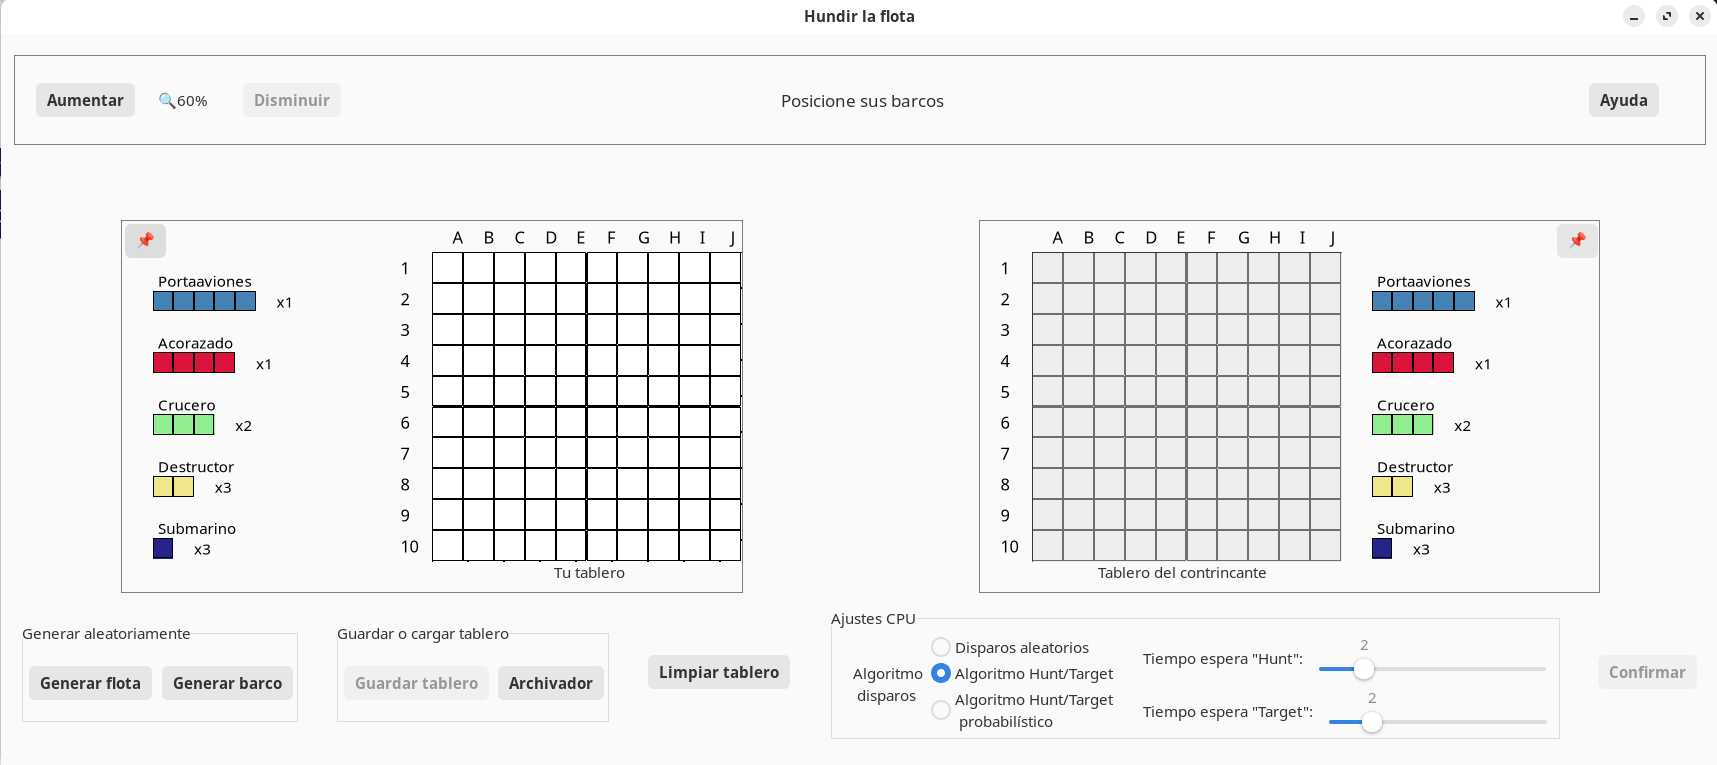 Hundir la flota
Aumentar 🔍60% Disminuir Posicione sus barcos Ayuda
A B C D E F G H I J
1
2
3
4
5
6
7
8
9
10
Portaaviones
x1
Acorazado
x1
Crucero
x2
Destructor
x3
Submarino
x3
Tu tablero
A B C D E F G H I J
1
2
3
4
5
6
7
8
9
10
Portaaviones
x1
Acorazado
x1
Crucero
x2
Destructor
x3
Submarino
x3
Tablero del contrincante
Generar aleatoriamente
Generar flota Generar barco
Guardar o cargar tablero
Guardar tablero Archivador
Limpiar tablero
Ajustes CPU
Algoritmo
disparos
Disparos aleatorios
Algoritmo Hunt/Target
Algoritmo Hunt/Target
probabilístico
Tiempo espera "Hunt": 2
Tiempo espera "Target": 2
Confirmar